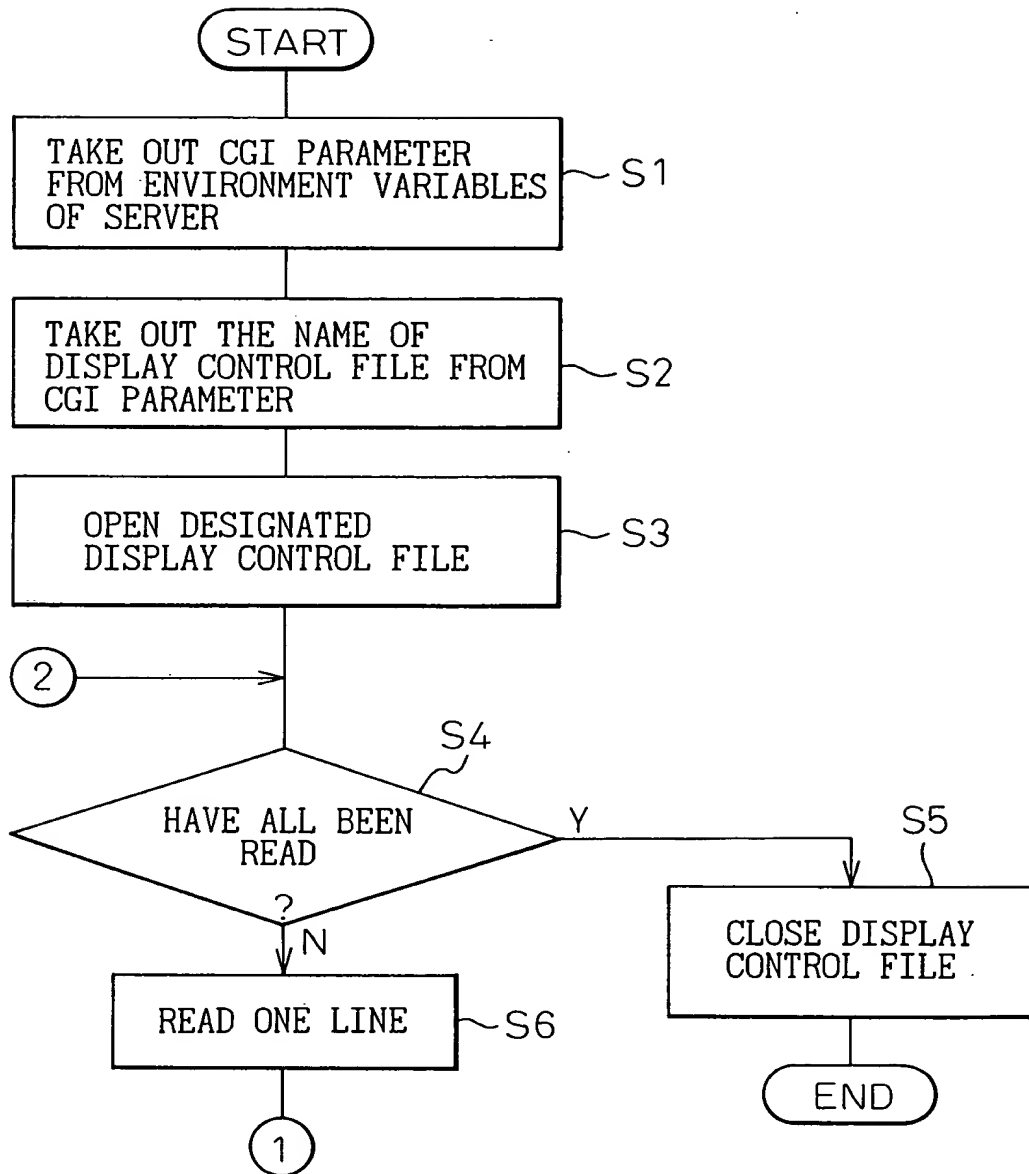 START
TAKE OUT CGI PARAMETER
FROM ENVIRONMENT VARIABLES
OF SERVER
S1
TAKE OUT THE NAME OF
DISPLAY CONTROL FILE FROM
CGI PARAMETER
S2
OPEN DESIGNATED
DISPLAY CONTROL FILE
S3
2
S4
HAVE ALL BEEN
READ
?
Y
N
S5
CLOSE DISPLAY
CONTROL FILE
READ ONE LINE
S6
END
1